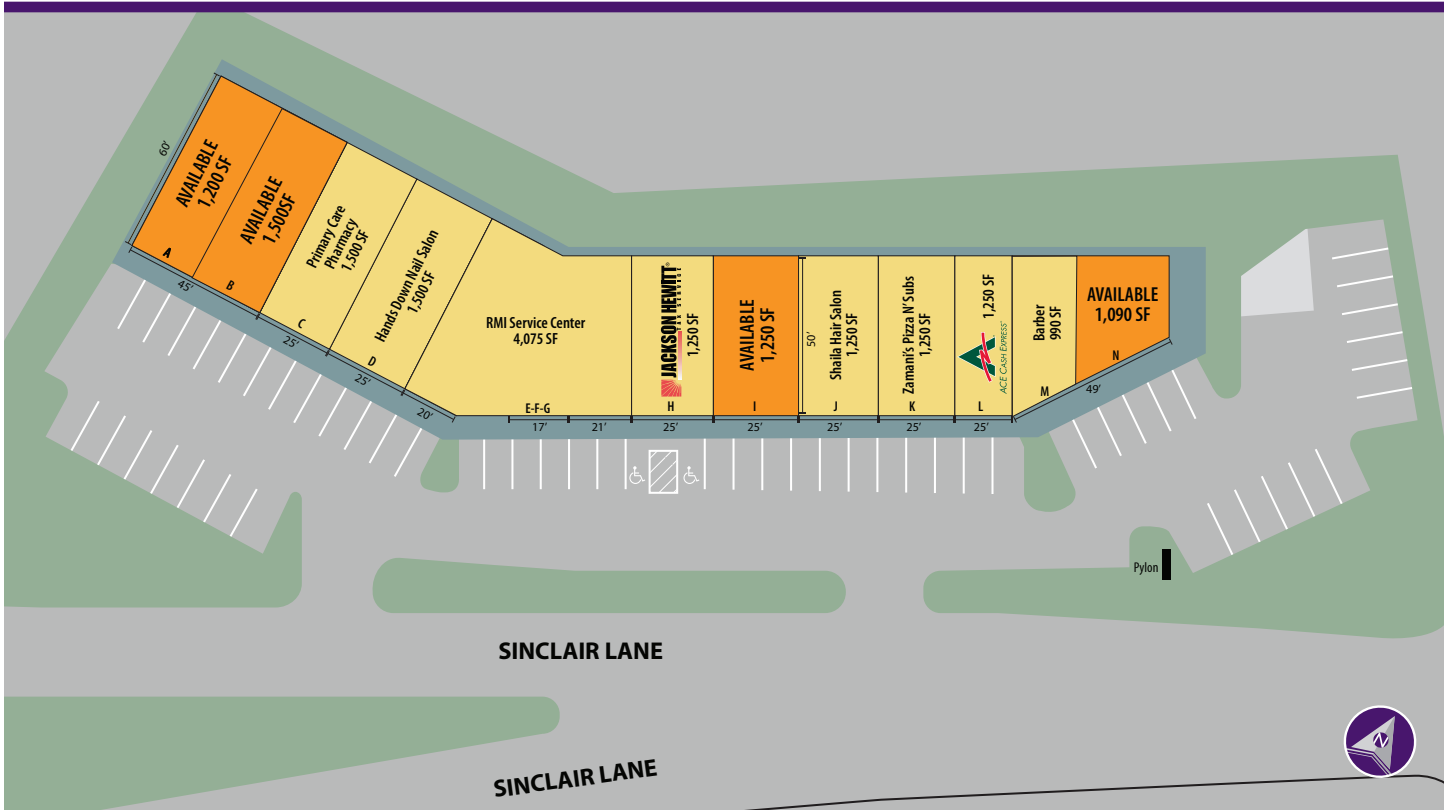 60'
AVAILABLE
1,200 SF
A
45'
AVAILABLE
1,500SF
B
Primary Care
Pharmacy
1,500 SF
C
25'
Hands Down Nail Salon
1,500 SF
D
25'
20'
RMI Service Center
4,075 SF
E-F-G
17'
21'
JACKSON HEWITT®
TAX SERVICE
1,250 SF
H
25'
AVAILABLE
1,250 SF
I
25'
50'
Shaila Hair Salon
1,250 SF
J
25'
Zamani's Pizza N' Subs
1,250 SF
K
25'
1,250 SF
ACE CASH EXPRESS
L
25'
Barber
990 SF
M
AVAILABLE
1,090 SF
N
49'
Pylon
SINCLAIR LANE
SINCLAIR LANE
N